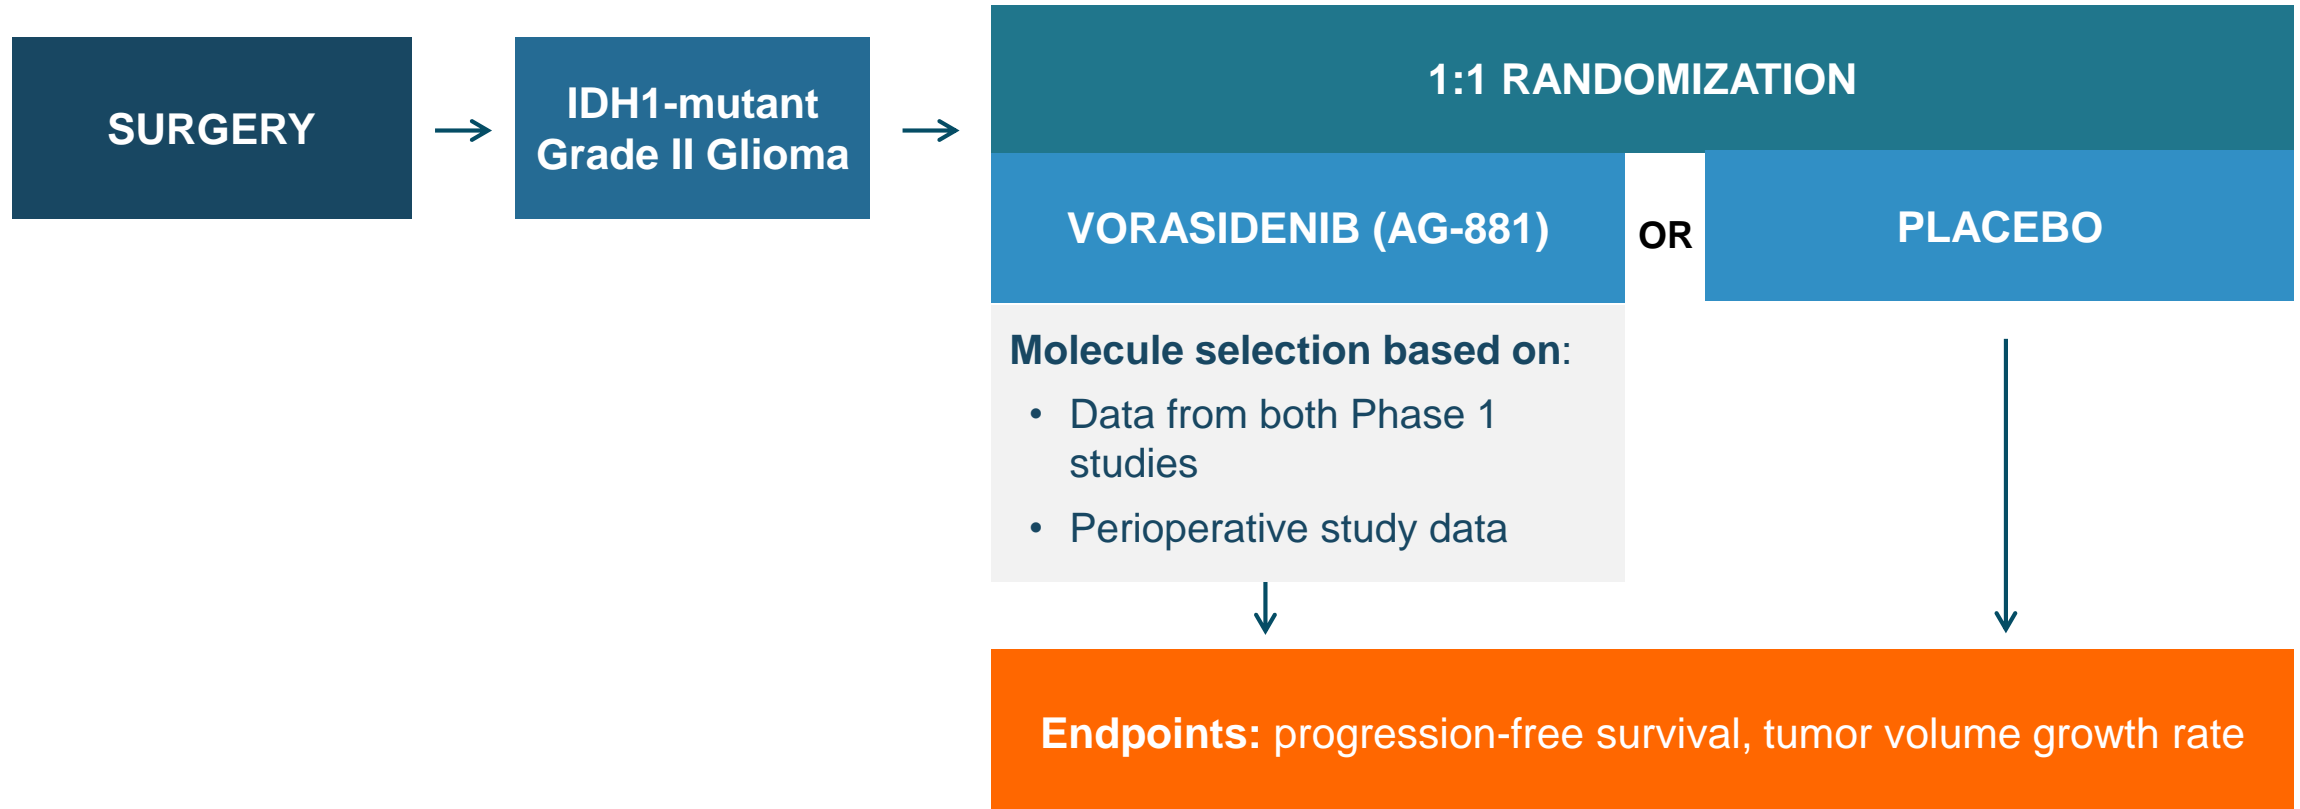 SURGERY
IDH1-mutant
Grade II Glioma
1:1 RANDOMIZATION
VORASIDENIB (AG-881)
OR
PLACEBO
Molecule selection based on:
• Data from both Phase 1
studies
• Perioperative study data
Endpoints: progression-free survival, tumor volume growth rate